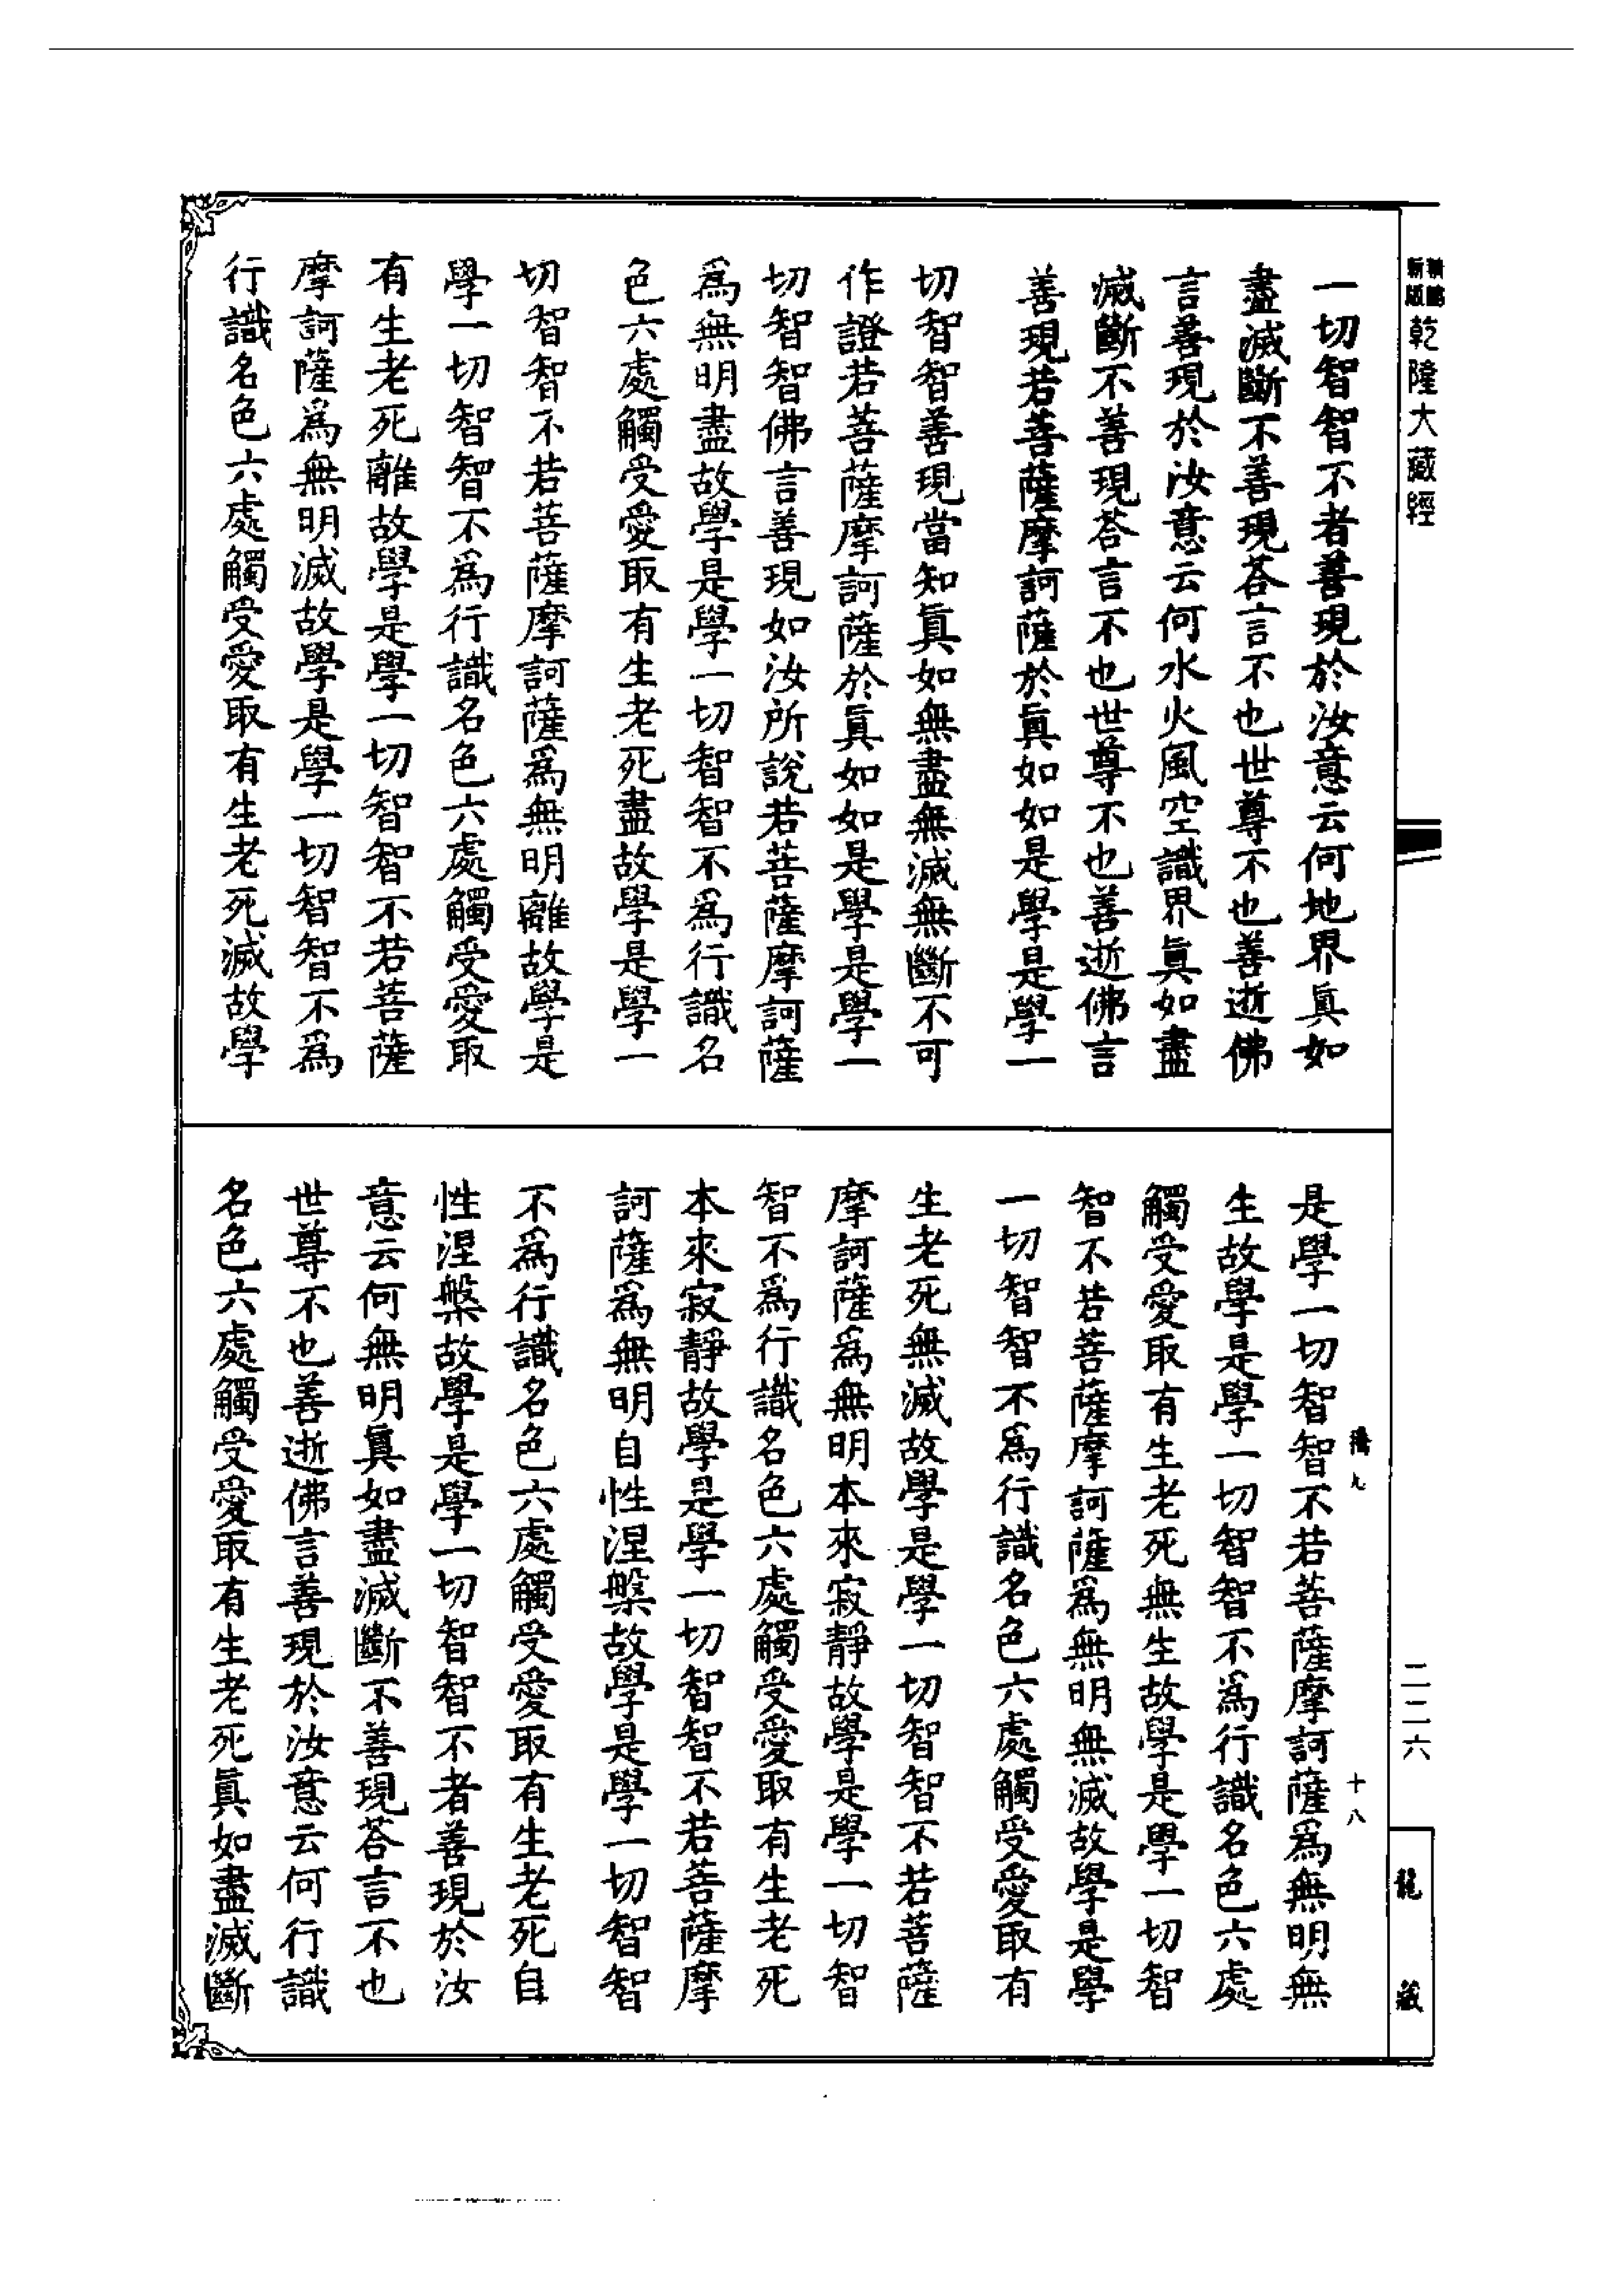 乾隆大藏經
一切智智不者善現於汝意云何地界眞如
盡滅斷不善現荅言不也世尊不也善逝佛
言善現於汝意云何水火風空識界眞如盡
滅斷不善現荅言不也世尊不也善逝佛言
善現若菩薩摩訶薩於眞如如是學是學一
切智智善現當知眞如無盡無滅無斷不可
作證若菩薩摩訶薩於眞如如是學是學一
切智智佛言善現如汝所說若菩薩摩訶薩
爲無明盡故學是學一切智智不爲行識名
色六處觸受愛取有生老死盡故學是學一
切智智不若菩薩摩訶薩爲無明離故學是
學一切智智不爲行識名色六處觸受愛取
有生老死離故學是學一切智智不若菩薩
摩訶薩爲無明滅故學是學一切智智不爲
行識名色六處觸受愛取有生老死滅故學
是學一切智智不若菩薩摩訶薩爲無明無
生故學是學一切智智不爲行識名色六處
觸受愛取有生老死無生故學是學一切智
智不若菩薩摩訶薩爲無明無滅故學是學
一切智智不爲行識名色六處觸受愛取有
生老死無滅故學是學一切智智不若菩薩
摩訶薩爲無明本來寂靜故學是學一切智
智不爲行識名色六處觸受愛取有生老死
本來寂靜故學是學一切智智不若菩薩摩
訶薩爲無明自性涅槃故學是學一切智智
不爲行識名色六處觸受愛取有生老死自
性涅槃故學是學一切智智不者善現於汝
意云何無明眞如盡滅斷不善現荅言不也
世尊不也善逝佛言善現於汝意云何行識
名色六處觸受愛取有生老死眞如盡滅斷
九
十八
二二六
龍藏